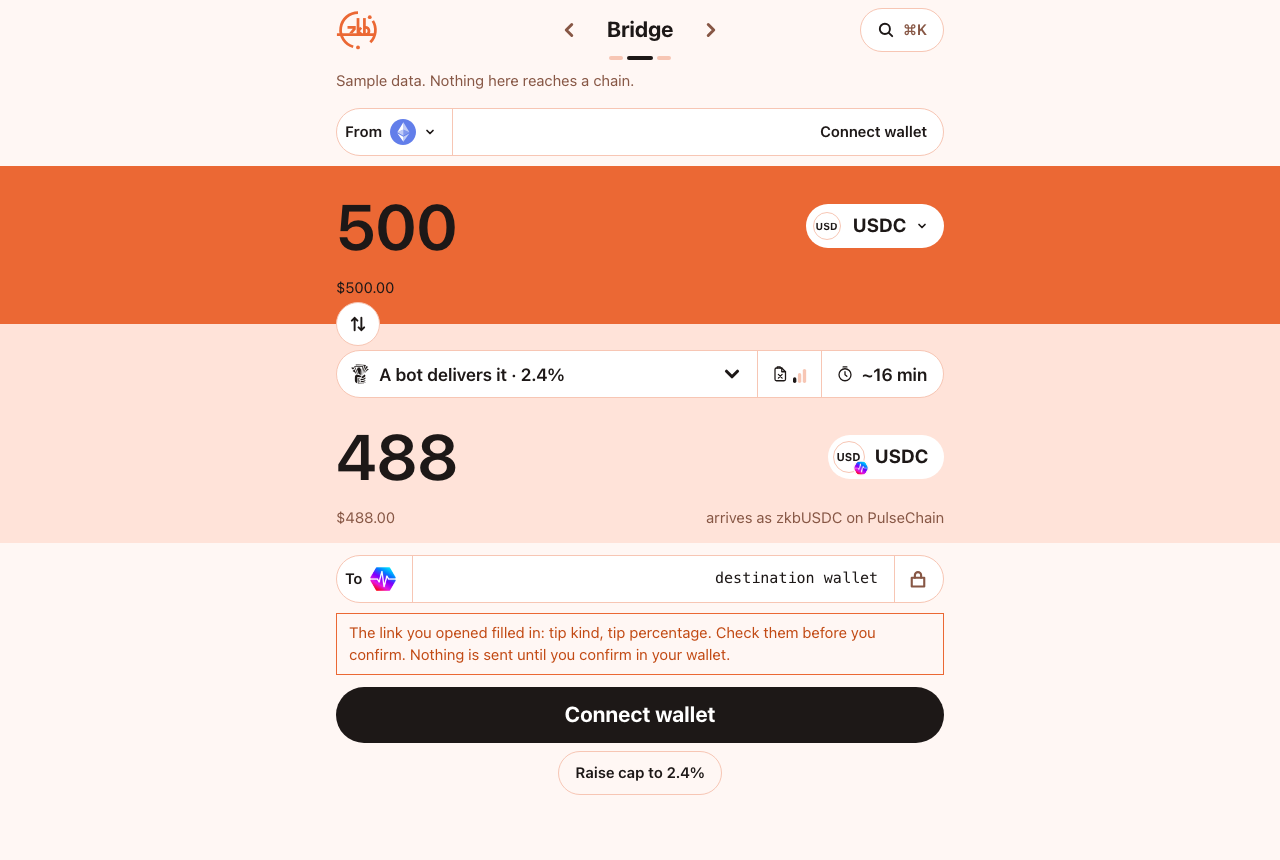 zkb
Bridge
⌘K
Sample data. Nothing here reaches a chain.
From
Connect wallet
500
USD USDC
$500.00
A bot delivers it · 2.4%
~16 min
488
USD USDC
$488.00
arrives as zkbUSDC on PulseChain
To
destination wallet
The link you opened filled in: tip kind, tip percentage. Check them before you
confirm. Nothing is sent until you confirm in your wallet.
Connect wallet
Raise cap to 2.4%